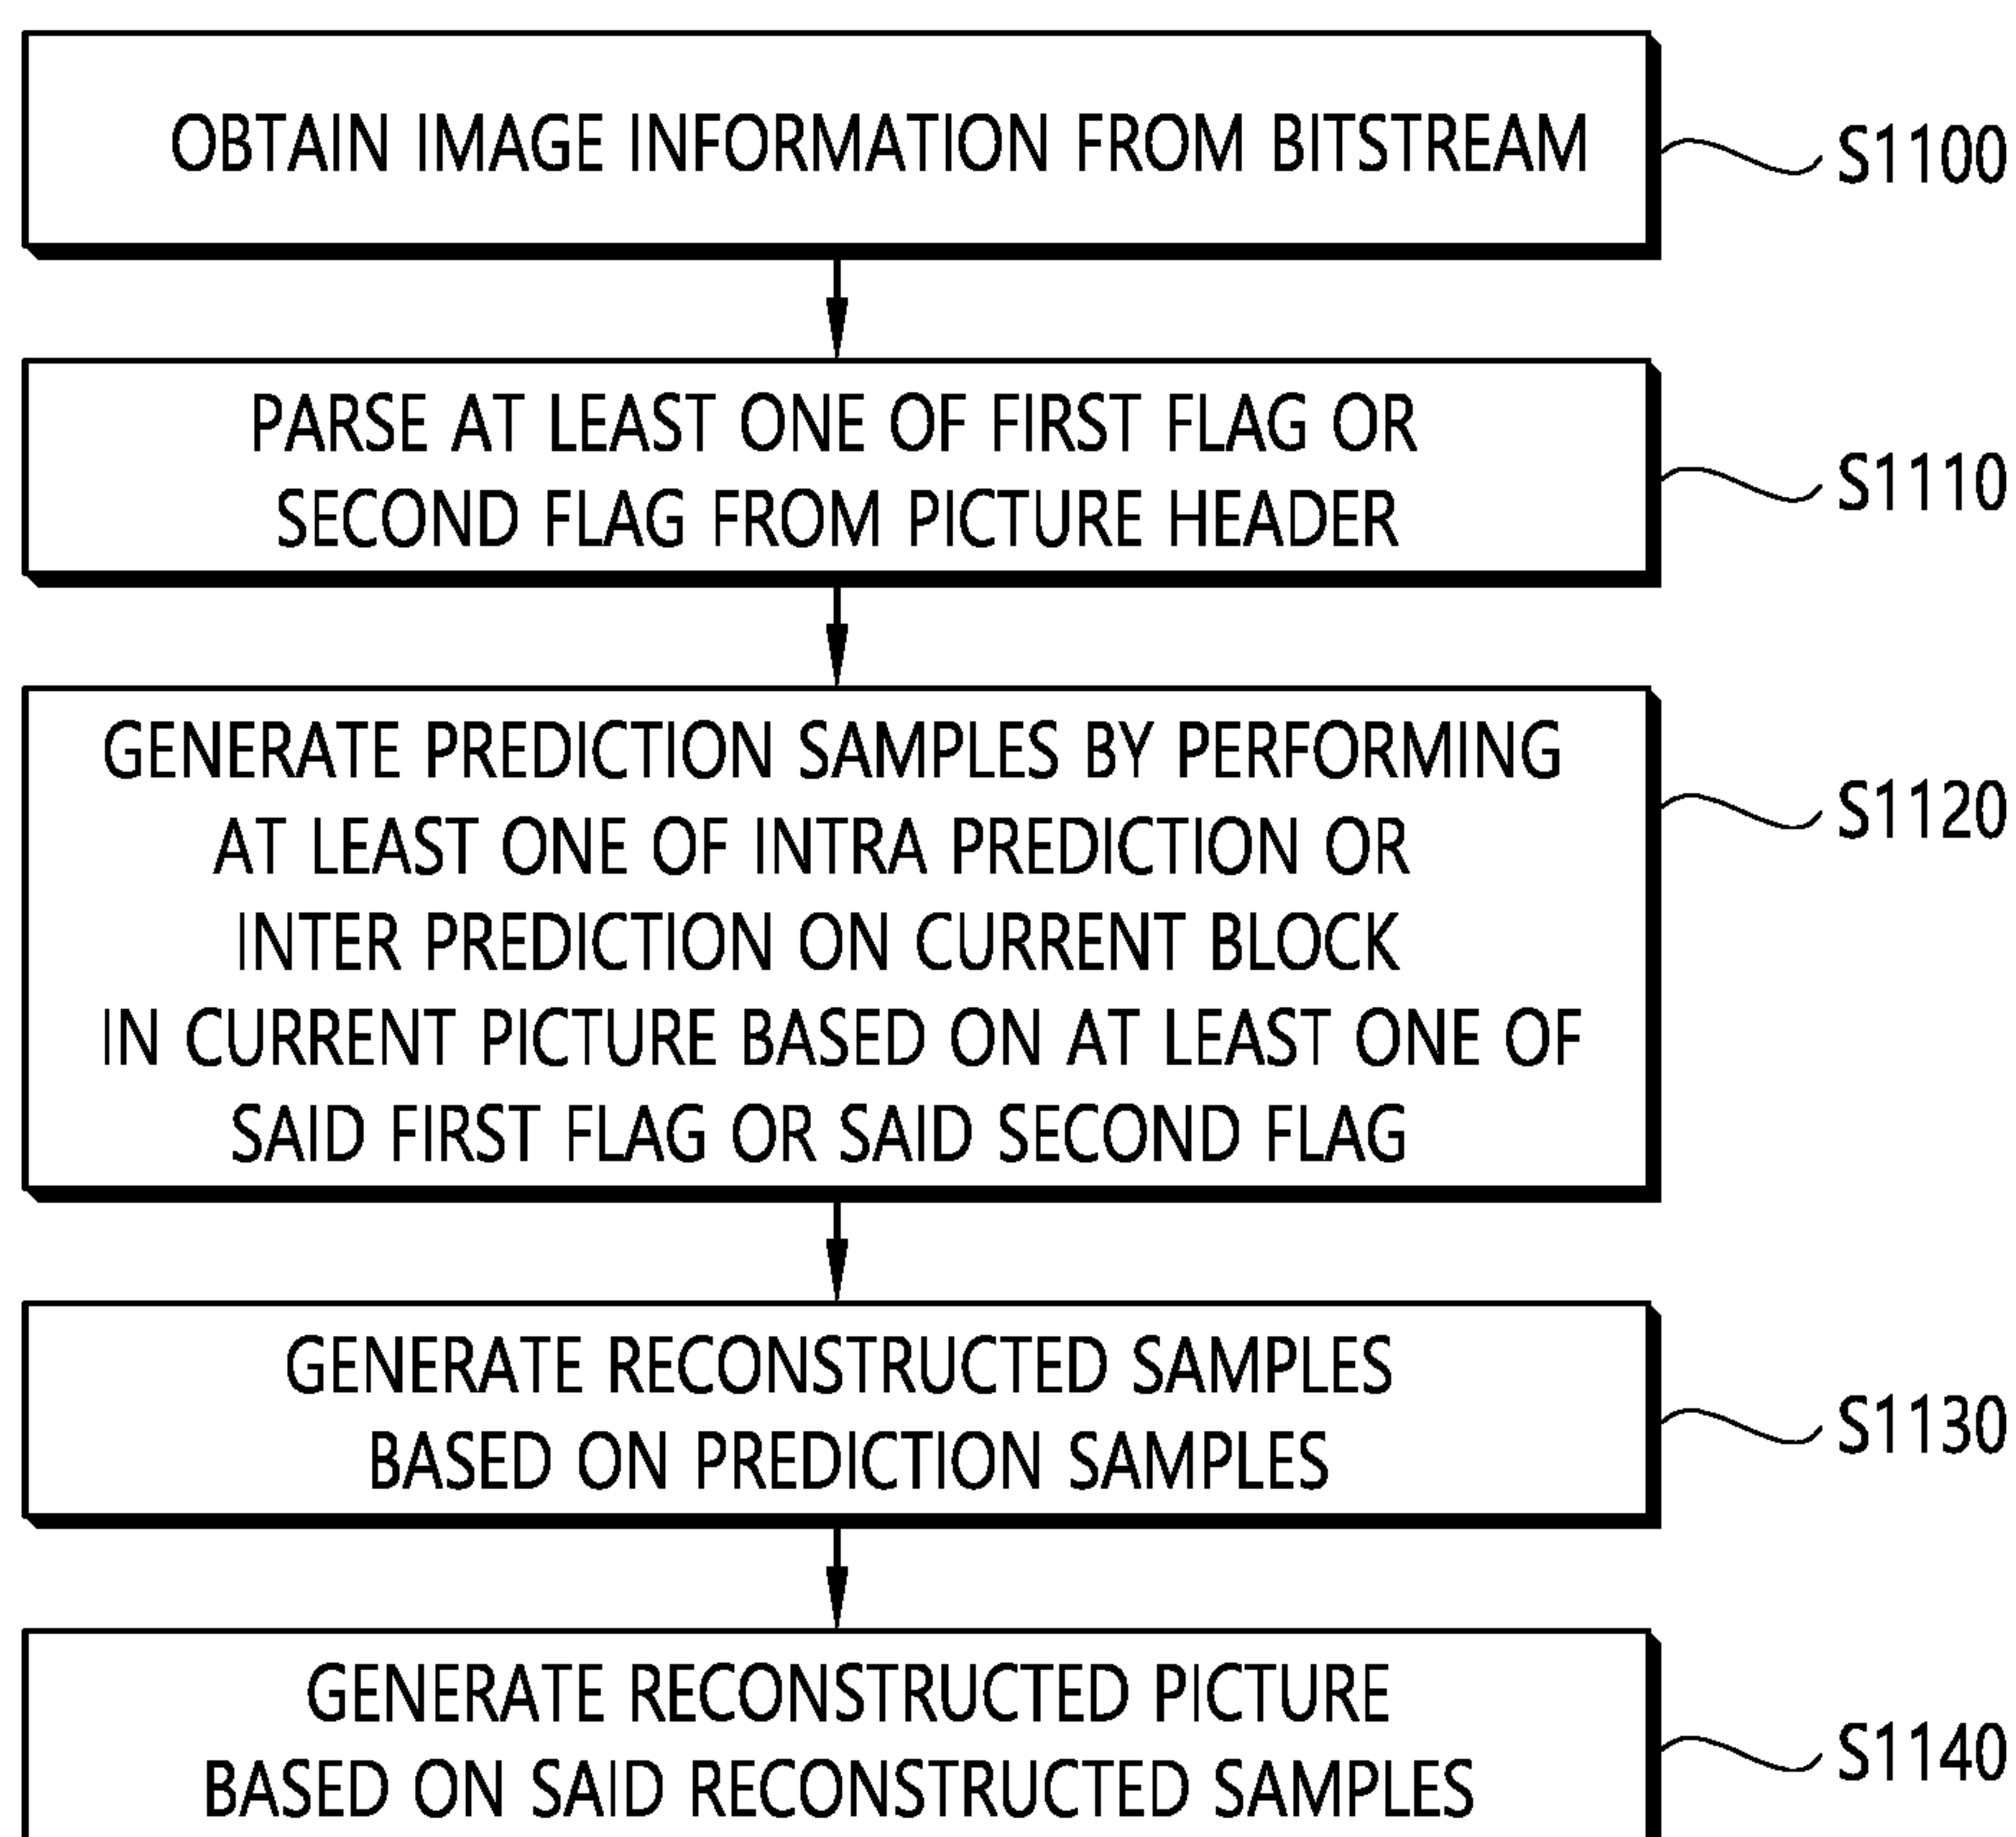 OBTAIN IMAGE INFORMATION FROM BITSTREAM
S1100
PARSE AT LEAST ONE OF FIRST FLAG OR
SECOND FLAG FROM PICTURE HEADER
S1110
GENERATE PREDICTION SAMPLES BY PERFORMING
AT LEAST ONE OF INTRA PREDICTION OR
INTER PREDICTION ON CURRENT BLOCK
IN CURRENT PICTURE BASED ON AT LEAST ONE OF
SAID FIRST FLAG OR SAID SECOND FLAG
S1120
GENERATE RECONSTRUCTED SAMPLES
BASED ON PREDICTION SAMPLES
S1130
GENERATE RECONSTRUCTED PICTURE
BASED ON SAID RECONSTRUCTED SAMPLES
S1140